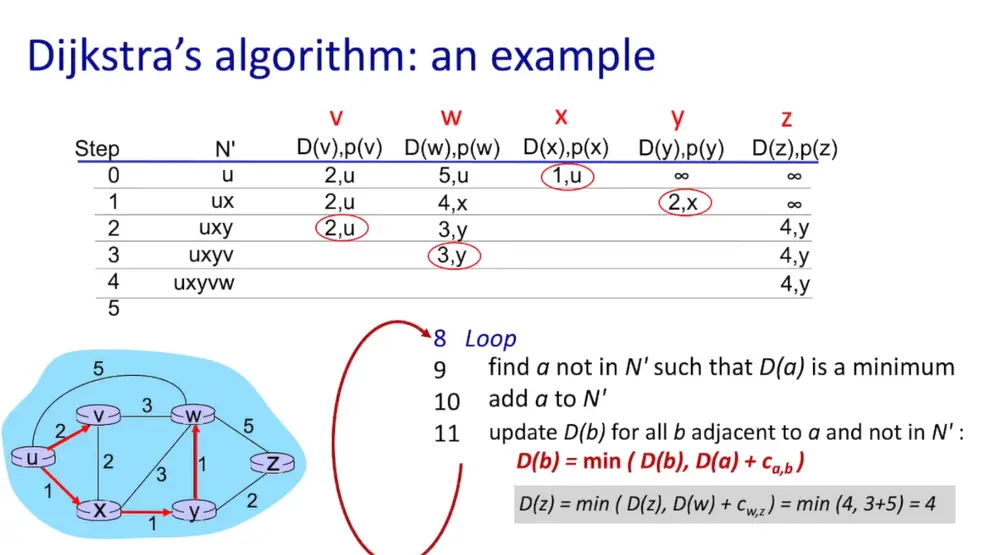 Dijkstra's algorithm: an example
v w x y z
Step N' D(v),p(v) D(w),p(w) D(x),p(x) D(y),p(y) D(z),p(z)
0 u 2,u 5,u 1,u ∞ ∞
1 ux 2,u 4,x 2,x ∞
2 uxy 2,u 3,y 4,y
3 uxyv 3,y 4,y
4 uxyvw 4,y
5
8 Loop
9 find a not in N' such that D(a) is a minimum
10 add a to N'
11 update D(b) for all b adjacent to a and not in N' :
D(b) = min ( D(b), D(a) + ca,b )
D(z) = min ( D(z), D(w) + cw,z ) = min (4, 3+5) = 4
5
v 3 w
2 5
u 2 3 1 z
1 2
x 1 y